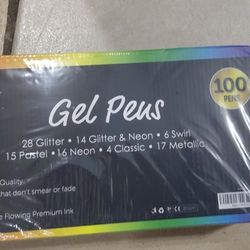 Gel Pens
100
PENS
28 Glitter • 14 Glitter & Neon • 6 Swirl
15 Pastel • 16 Neon • 4 Classic • 17 Metallic
Quality
that don't smear or fade
Flowing Premium Ink